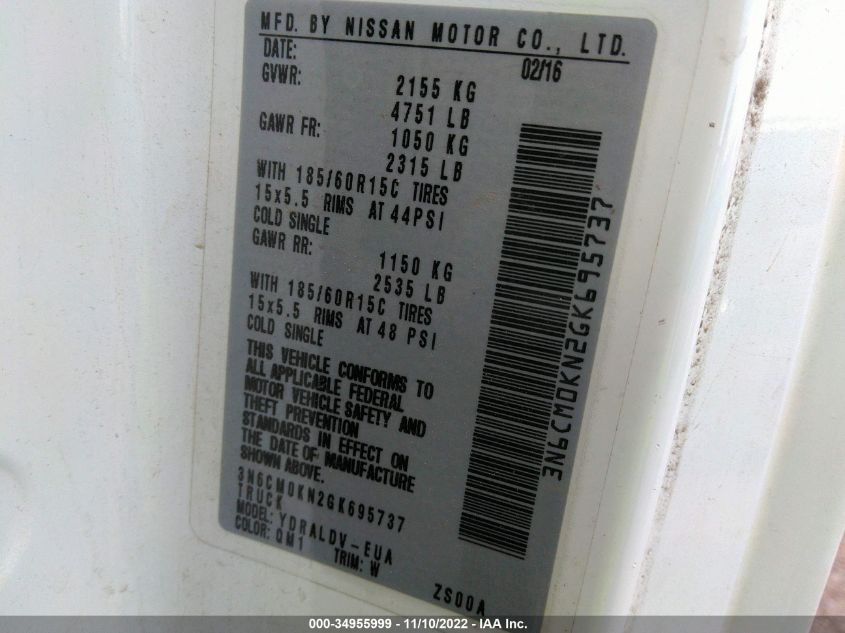 MFD. BY NISSAN MOTOR CO., LTD.
DATE: 02/16
GVWR: 2155 KG
4751 LB
GAWR FR: 1050 KG
2315 LB
WITH 185/60R15C TIRES
15x5.5 RIMS AT 44PSI
COLD SINGLE
GAWR RR: 1150 KG
2535 LB
WITH 185/60R15C TIRES
15x5.5 RIMS AT 48 PSI
COLD SINGLE
THIS VEHICLE CONFORMS TO
ALL APPLICABLE FEDERAL
MOTOR VEHICLE SAFETY AND
THEFT PREVENTION
STANDARDS IN EFFECT ON
THE DATE OF MANUFACTURE
SHOWN ABOVE.
3N6CM0KN2GK695737
TRUCK
MODEL: YDRALDV-EUA
COLOR: QM1 TRIM: W
ZS00A
3N6CM0KN2GK695737
000-34955999 - 11/10/2022 - IAA Inc.